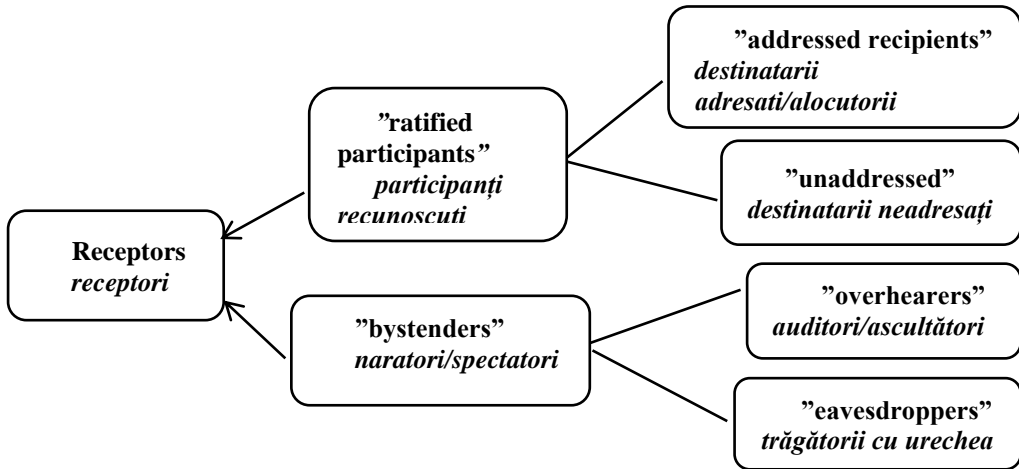 ”addressed recipients”
destinatarii
adresati/alocutorii
”ratified
participants”
participanți
recunoscuti
”unaddressed”
destinatarii neadresați
Receptors
receptori
”bystenders”
naratori/spectatori
”overhearers”
auditori/ascultători
”eavesdroppers”
trăgătorii cu urechea